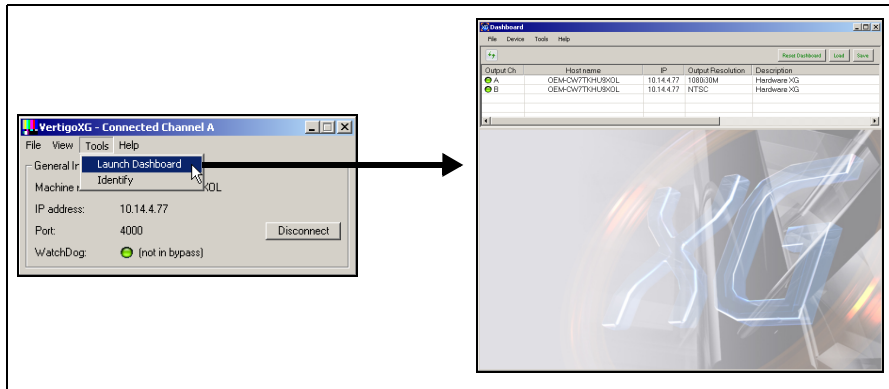 VertigoXG - Connected Channel A
File View Tools Help
Launch Dashboard
Identify
General In
Machine
XOL
IP address: 10.14.4.77
Port: 4000
Disconnect
WatchDog: (not in bypass)
XG Dashboard
File Device Tools Help
Reset Dashboard Load Save
Output Ch Host name IP Output Resolution Description
A OEM-CW7TKHU9XOL 10.14.4.77 1080i30M Hardware XG
B OEM-CW7TKHU9XOL 10.14.4.77 NTSC Hardware XG
XG